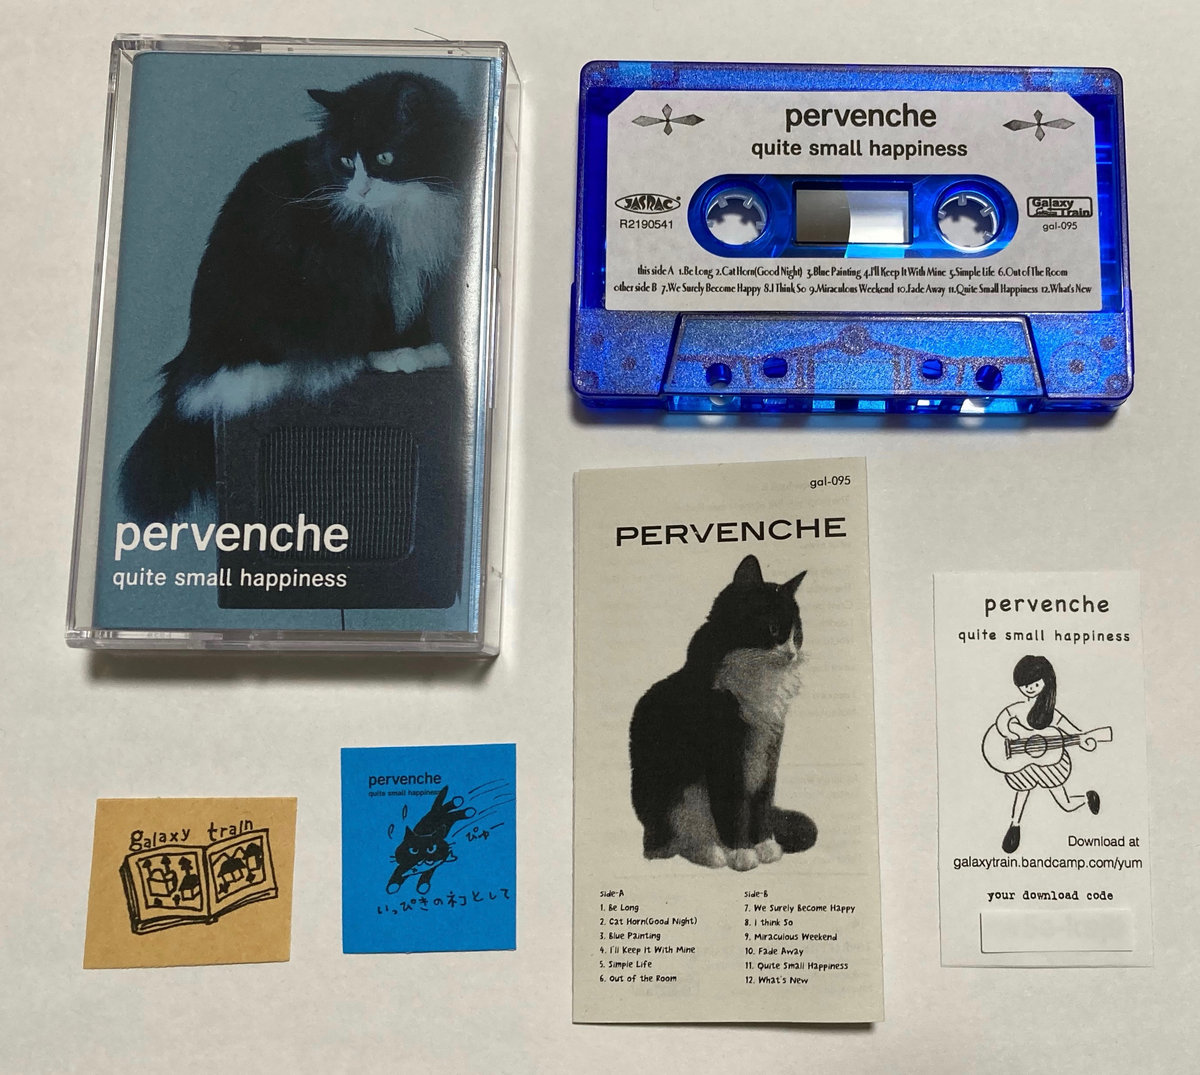 pervenche
quite small happiness
pervenche
quite small happiness
JASRAC
R2190541
Galaxy
Train
gal-095
this side A 1.Be Long 2.Cat Horn(Good Night) 3.Blue Painting 4.I'll Keep It With Mine 5.Simple Life 6.Out of The Room
other side B 7.We Surely Become Happy 8.I Think So 9.Miraculous Weekend 10.Fade Away 11.Quite Small Happiness 12.What's New
gal-095
PERVENCHE
Side-A
1. Be Long
2. Cat Horn(Good Night)
3. Blue Painting
4. I'll Keep It With Mine
5. Simple Life
6. Out of the Room
Side-B
7. We Surely Become Happy
8. I think So
9. Miraculous Weekend
10. Fade Away
11. Quite Small Happiness
12. What's New
pervenche
quite small happiness
Download at
galaxytrain.bandcamp.com/yum
your download code
galaxy train
pervenche
quite small happiness
ぴゅー
いっぴきのネコとして